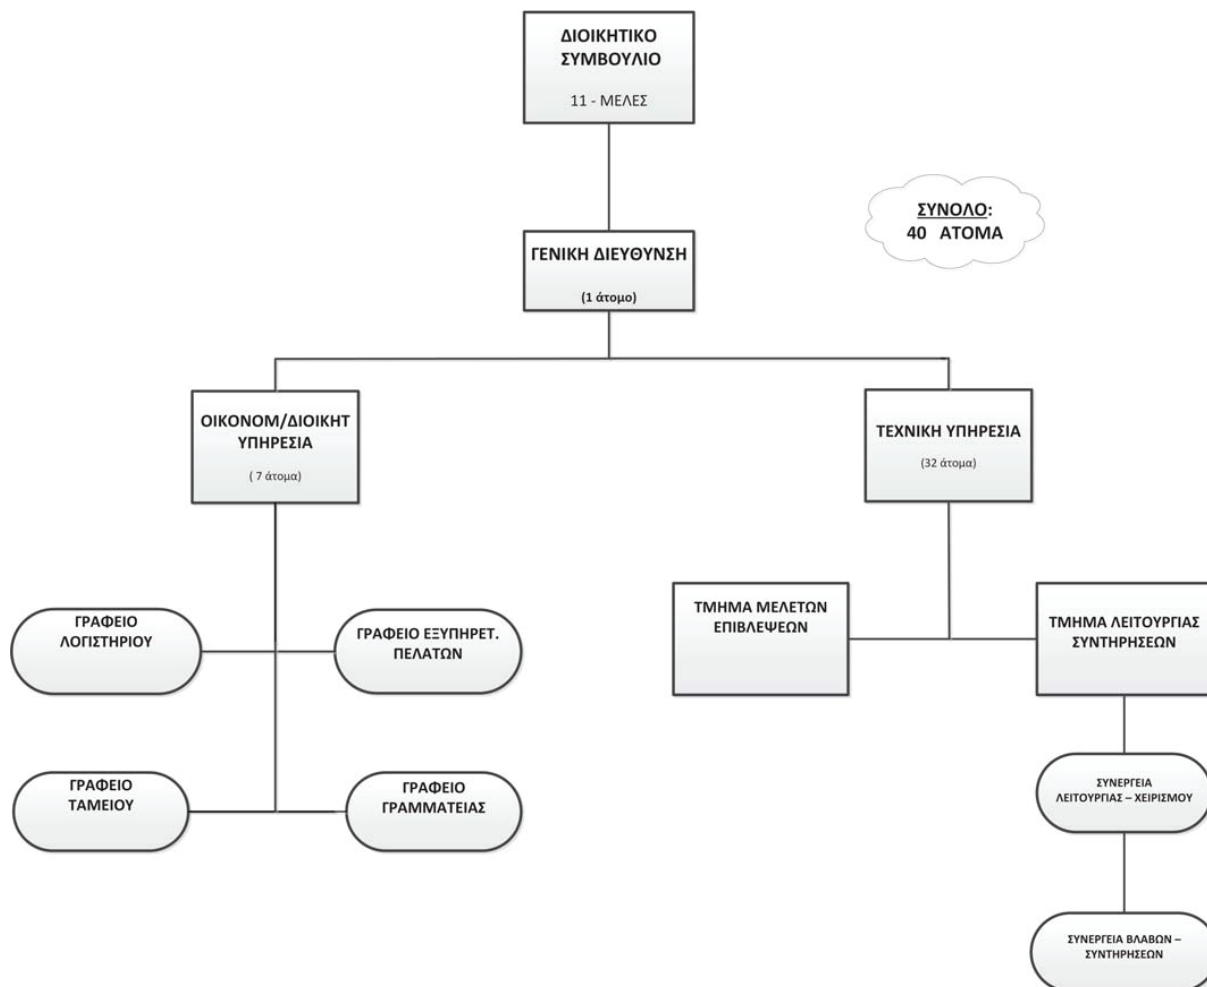 ΔΙΟΙΚΗΤΙΚΟ
ΣΥΜΒΟΥΛΙΟ
11 - ΜΕΛΕΣ
ΣΥΝΟΛΟ:
40 ΑΤΟΜΑ
ΓΕΝΙΚΗ ΔΙΕΥΘΥΝΣΗ
(1 άτομο)
ΟΙΚΟΝΟΜ/ΔΙΟΙΚΗΤ
ΥΠΗΡΕΣΙΑ
( 7 άτομα)
ΤΕΧΝΙΚΗ ΥΠΗΡΕΣΙΑ
(32 άτομα)
ΓΡΑΦΕΙΟ
ΛΟΓΙΣΤΗΡΙΟΥ
ΓΡΑΦΕΙΟ ΕΞΥΠΗΡΕΤ.
ΠΕΛΑΤΩΝ
ΤΜΗΜΑ ΜΕΛΕΤΩΝ
ΕΠΙΒΛΕΨΕΩΝ
ΤΜΗΜΑ ΛΕΙΤΟΥΡΓΙΑΣ
ΣΥΝΤΗΡΗΣΕΩΝ
ΓΡΑΦΕΙΟ
ΤΑΜΕΙΟΥ
ΓΡΑΦΕΙΟ
ΓΡΑΜΜΑΤΕΙΑΣ
ΣΥΝΕΡΓΕΙΑ
ΛΕΙΤΟΥΡΓΙΑΣ – ΧΕΙΡΙΣΜΟΥ
ΣΥΝΕΡΓΕΙΑ ΒΛΑΒΩΝ –
ΣΥΝΤΗΡΗΣΕΩΝ